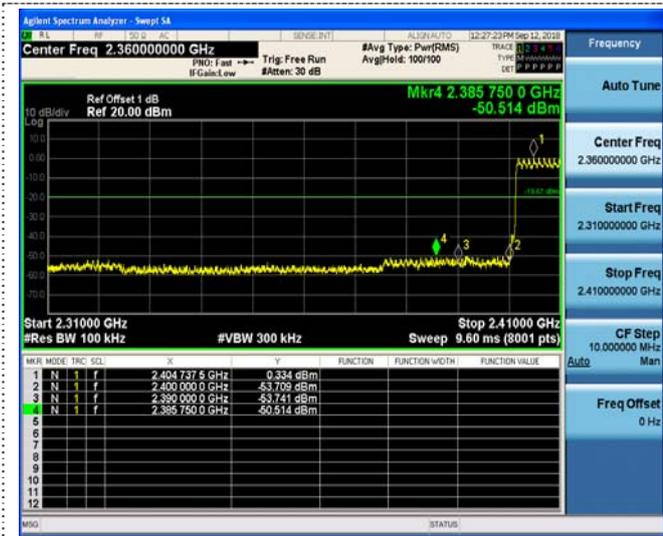 Agilent Spectrum Analyzer - Swept SA
RL RF 50 Ω AC SENSE:INT ALIGN AUTO 12:27:23 PM Sep 12, 2018
Center Freq 2.360000000 GHz
PNO: Fast
IFGain:Low
Trig: Free Run
#Atten: 30 dB
#Avg Type: Pwr(RMS)
Avg|Hold: 100/100
TRACE 1 2 3 4 5 6
TYPE M
DET P P P P P P
Frequency
Mkr4 2.385 750 0 GHz
-50.514 dBm
Ref Offset 1 dB
10 dB/div Ref 20.00 dBm
Log
10.0
0.00
-10.0
-20.0
-30.0
-40.0
-50.0
-60.0
-70.0
1
-19.67 dBm
4
3
2
Start 2.31000 GHz
Stop 2.41000 GHz
#Res BW 100 kHz #VBW 300 kHz Sweep 9.60 ms (8001 pts)
MKR MODE TRC SCL X Y FUNCTION FUNCTION WIDTH FUNCTION VALUE
1 N 1 f 2.404 737 5 GHz 0.334 dBm
2 N 1 f 2.400 000 0 GHz -53.709 dBm
3 N 1 f 2.390 000 0 GHz -53.741 dBm
4 N 1 f 2.385 750 0 GHz -50.514 dBm
5
6
7
8
9
10
11
12
MSG STATUS
Auto Tune
Center Freq
2.360000000 GHz
Start Freq
2.310000000 GHz
Stop Freq
2.410000000 GHz
CF Step
10.000000 MHz
Auto Man
Freq Offset
0 Hz